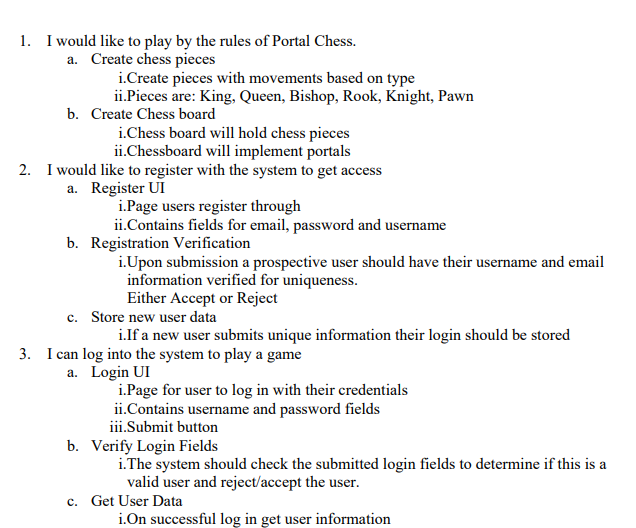 1. I would like to play by the rules of Portal Chess.
a. Create chess pieces
i.Create pieces with movements based on type
ii.Pieces are: King, Queen, Bishop, Rook, Knight, Pawn
b. Create Chess board
i.Chess board will hold chess pieces
ii.Chessboard will implement portals
2. I would like to register with the system to get access
a. Register UI
i.Page users register through
ii.Contains fields for email, password and username
b. Registration Verification
i.Upon submission a prospective user should have their username and email
information verified for uniqueness.
Either Accept or Reject
c. Store new user data
i.If a new user submits unique information their login should be stored
3. I can log into the system to play a game
a. Login UI
i.Page for user to log in with their credentials
ii.Contains username and password fields
iii.Submit button
b. Verify Login Fields
i.The system should check the submitted login fields to determine if this is a
valid user and reject/accept the user.
c. Get User Data
i.On successful log in get user information